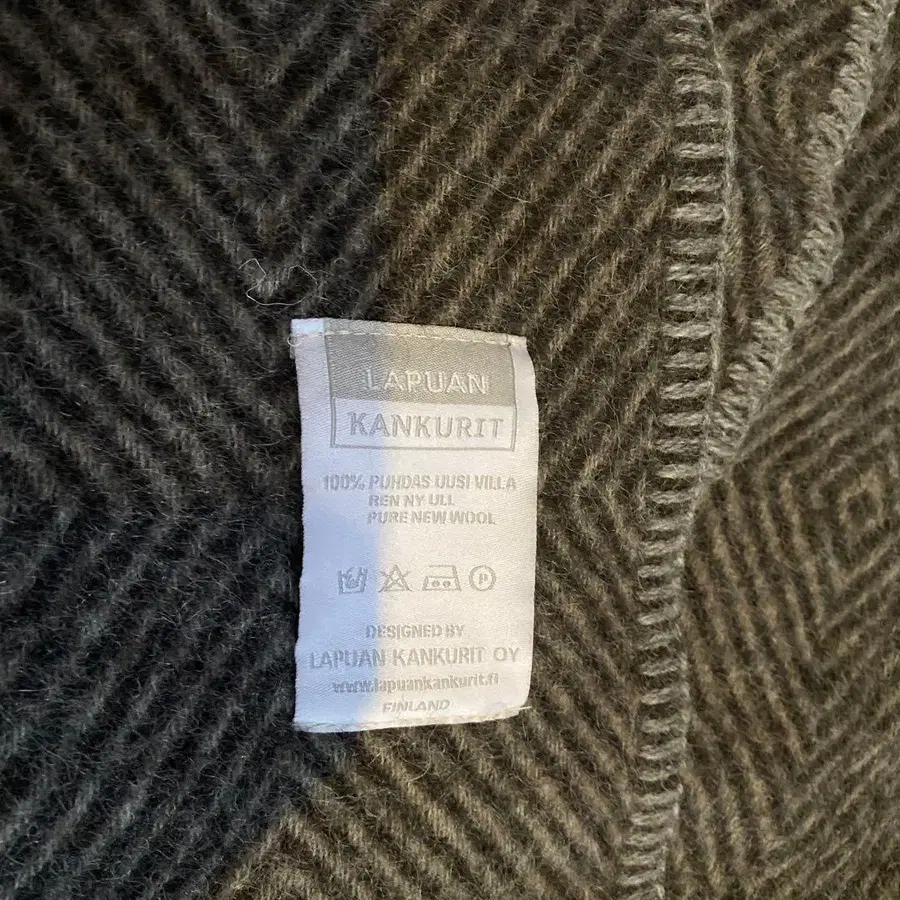 LAPUAN
KANKURIT
100% PUHDAS UUSI VILLA
REN NY ULL
PURE NEW WOOL
P
DESIGNED BY
LAPUAN KANKURIT OY
www.lapuankankurit.fi
FINLAND